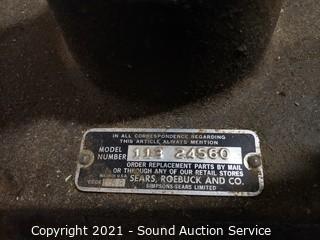 IN ALL CORRESPONDENCE REGARDING
THIS ARTICLE ALWAYS MENTION
MODEL NUMBER 113 24560
ORDER REPLACEMENT PARTS BY MAIL
OR THROUGH ANY OF OUR RETAIL STORES
SEARS, ROEBUCK AND CO.
SIMPSONS-SEARS LIMITED
Copyright 2021 - Sound Auction Service